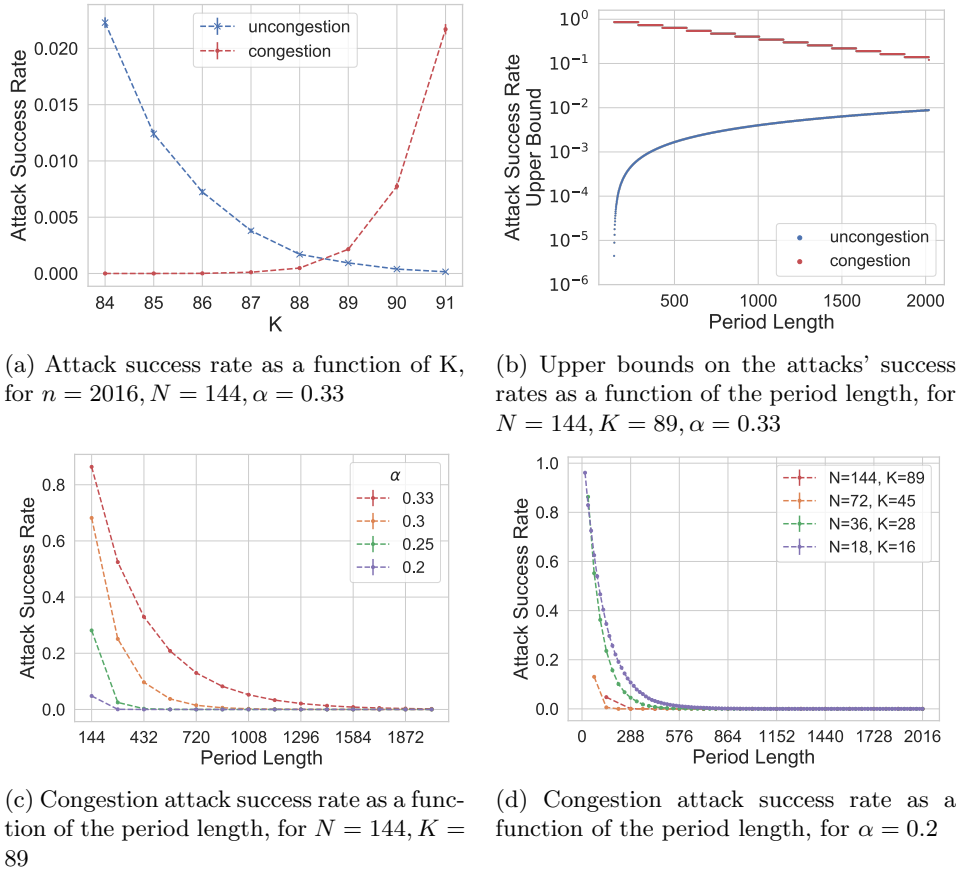 0.020
0.015
0.010
0.005
0.000
Attack Success Rate
uncongestion
congestion
84 85 86 87 88 89 90 91
K
(a) Attack success rate as a function of K,
for n = 2016, N = 144, α = 0.33
10⁰
10⁻¹
10⁻²
10⁻³
10⁻⁴
10⁻⁵
10⁻⁶
Attack Success Rate
Upper Bound
uncongestion
congestion
500 1000 1500 2000
Period Length
(b) Upper bounds on the attacks' success
rates as a function of the period length, for
N = 144, K = 89, α = 0.33
0.8
0.6
0.4
0.2
0.0
Attack Success Rate
α
0.33
0.3
0.25
0.2
144 432 720 1008 1296 1584 1872
Period Length
(c) Congestion attack success rate as a func-
tion of the period length, for N = 144, K =
89
1.0
0.8
0.6
0.4
0.2
0.0
Attack Success Rate
N=144, K=89
N=72, K=45
N=36, K=28
N=18, K=16
0 288 576 864 1152 1440 1728 2016
Period Length
(d) Congestion attack success rate as a
function of the period length, for α = 0.2